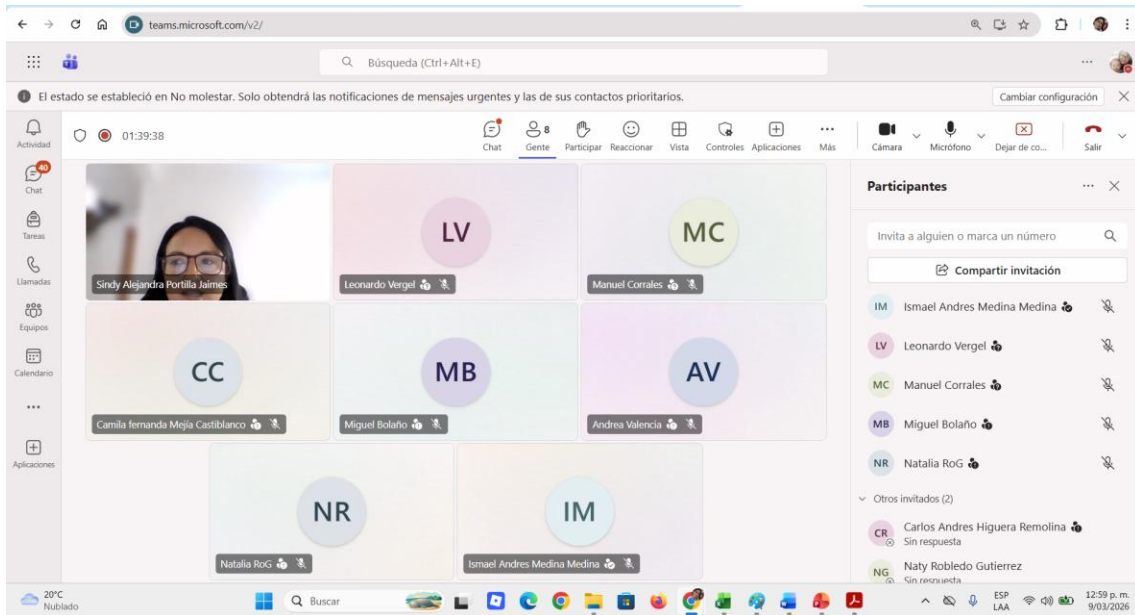 teams.microsoft.com/v2/
Búsqueda (Ctrl+Alt+E)
El estado se estableció en No molestar. Solo obtendrá las notificaciones de mensajes urgentes y las de sus contactos prioritarios.
Cambiar configuración
Actividad
40
Chat
Tareas
Llamadas
Equipos
Calendario
Aplicaciones
01:39:38
Chat
8
Gente
Participar
Reaccionar
Vista
Controles
Aplicaciones
Más
Cámara
Micrófono
Dejar de co...
Salir
Sindy Alejandra Portilla Jaimes
LV
Leonardo Vergel
MC
Manuel Corrales
CC
Camila fernanda Mejía Castiblanco
MB
Miguel Bolaño
AV
Andrea Valencia
NR
Natalia RoG
IM
Ismael Andres Medina Medina
Participantes
Invita a alguien o marca un número
Compartir invitación
IM Ismael Andres Medina Medina
LV Leonardo Vergel
MC Manuel Corrales
MB Miguel Bolaño
NR Natalia RoG
Otros invitados (2)
CR Carlos Andres Higuera Remolina
Sin respuesta
NG Naty Robledo Gutierrez
Sin respuesta
20°C
Nublado
Buscar
ESP
LAA
12:59 p. m.
9/03/2026